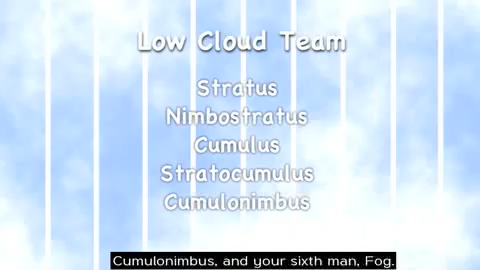 Low Cloud Team
Stratus
Nimbostratus
Cumulus
Stratocumulus
Cumulonimbus
Cumulonimbus, and your sixth man, Fog.